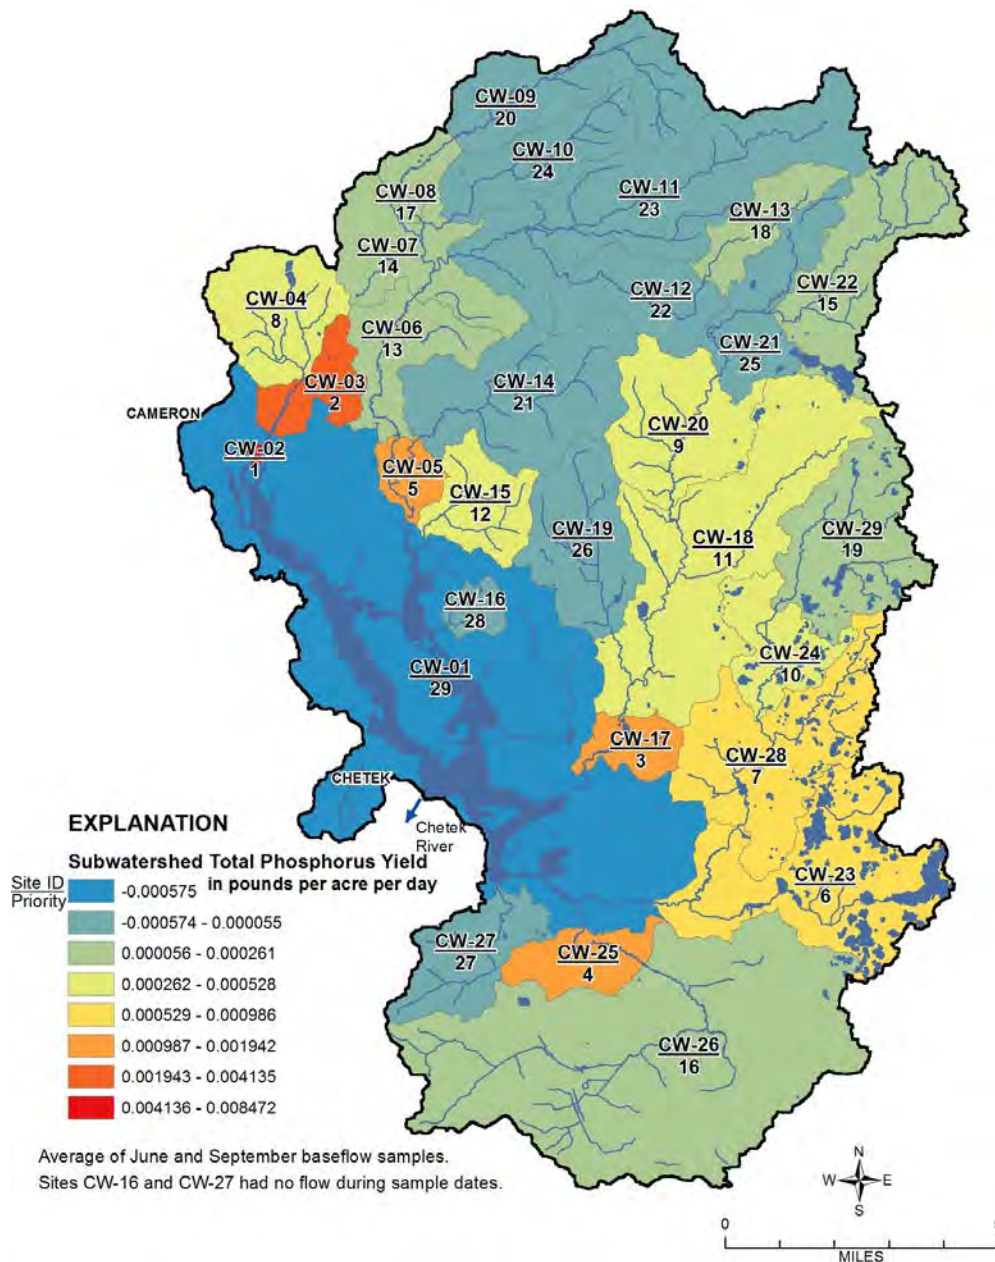 CW-09
20
CW-10
24
CW-08
17
CW-11
23
CW-13
18
CW-07
14
CW-04
8
CW-12
22
CW-22
15
CW-06
13
CW-21
25
CW-03
2
CW-14
21
CAMERON
CW-20
9
CW-02
1
CW-05
5
CW-15
12
CW-19
26
CW-18
11
CW-29
19
CW-16
28
CW-24
10
CW-01
29
CW-17
3
CW-28
7
CHETEK
Chetek
River
CW-23
6
CW-27
27
CW-25
4
CW-26
16
EXPLANATION
Subwatershed Total Phosphorus Yield
in pounds per acre per day
Site ID
Priority
-0.000575
-0.000574 - 0.000055
0.000056 - 0.000261
0.000262 - 0.000528
0.000529 - 0.000986
0.000987 - 0.001942
0.001943 - 0.004135
0.004136 - 0.008472
Average of June and September baseflow samples.
Sites CW-16 and CW-27 had no flow during sample dates.
N
W E
S
0
MILES